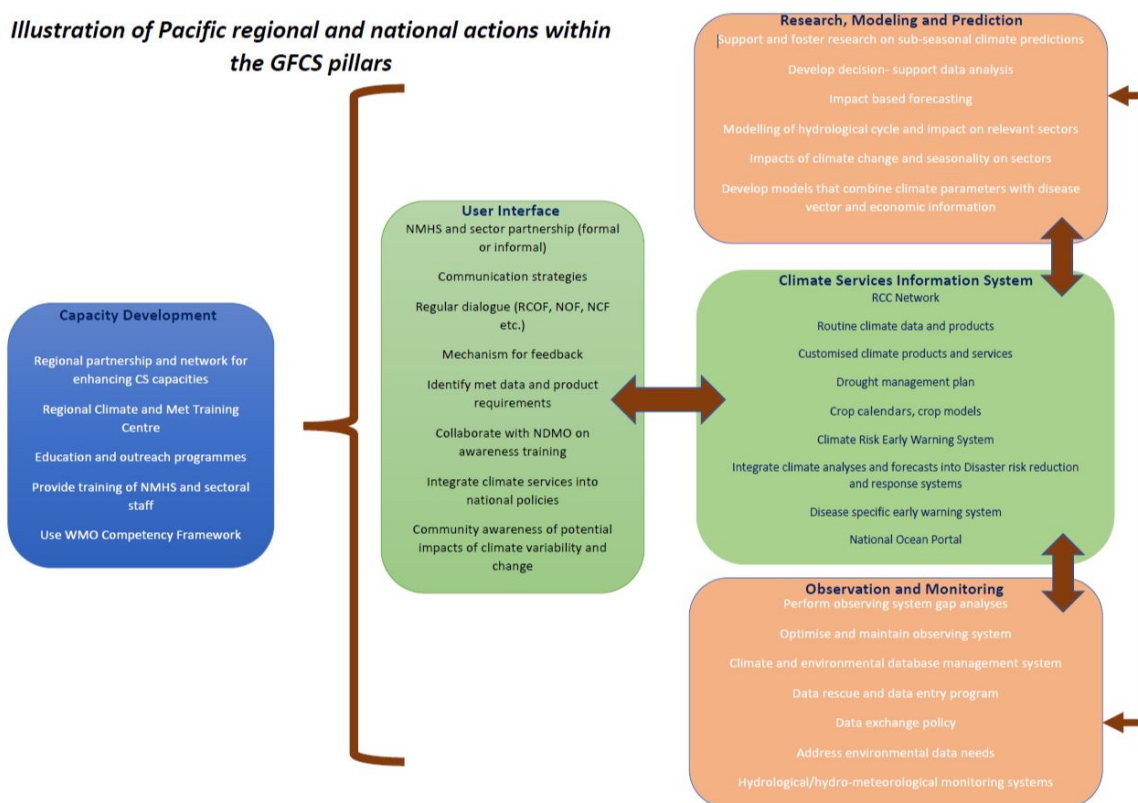 Illustration of Pacific regional and national actions within
the GFCS pillars
Capacity Development
Regional partnership and network for
enhancing CS capacities
Regional Climate and Met Training
Centre
Education and outreach programmes
Provide training of NMHS and sectoral
staff
Use WMO Competency Framework
User Interface
NMHS and sector partnership (formal
or informal)
Communication strategies
Regular dialogue (RCOF, NOF, NCF
etc.)
Mechanism for feedback
Identify met data and product
requirements
Collaborate with NDMO on
awareness training
Integrate climate services into
national policies
Community awareness of potential
impacts of climate variability and
change
Research, Modeling and Prediction
Support and foster research on sub-seasonal climate predictions
Develop decision- support data analysis
Impact based forecasting
Modelling of hydrological cycle and impact on relevant sectors
Impacts of climate change and seasonality on sectors
Develop models that combine climate parameters with disease
vector and economic information
Climate Services Information System
RCC Network
Routine climate data and products
Customised climate products and services
Drought management plan
Crop calendars, crop models
Climate Risk Early Warning System
Integrate climate analyses and forecasts into Disaster risk reduction
and response systems
Disease specific early warning system
National Ocean Portal
Observation and Monitoring
Perform observing system gap analyses
Optimise and maintain observing system
Climate and environmental database management system
Data rescue and data entry program
Data exchange policy
Address environmental data needs
Hydrological/hydro-meteorological monitoring systems